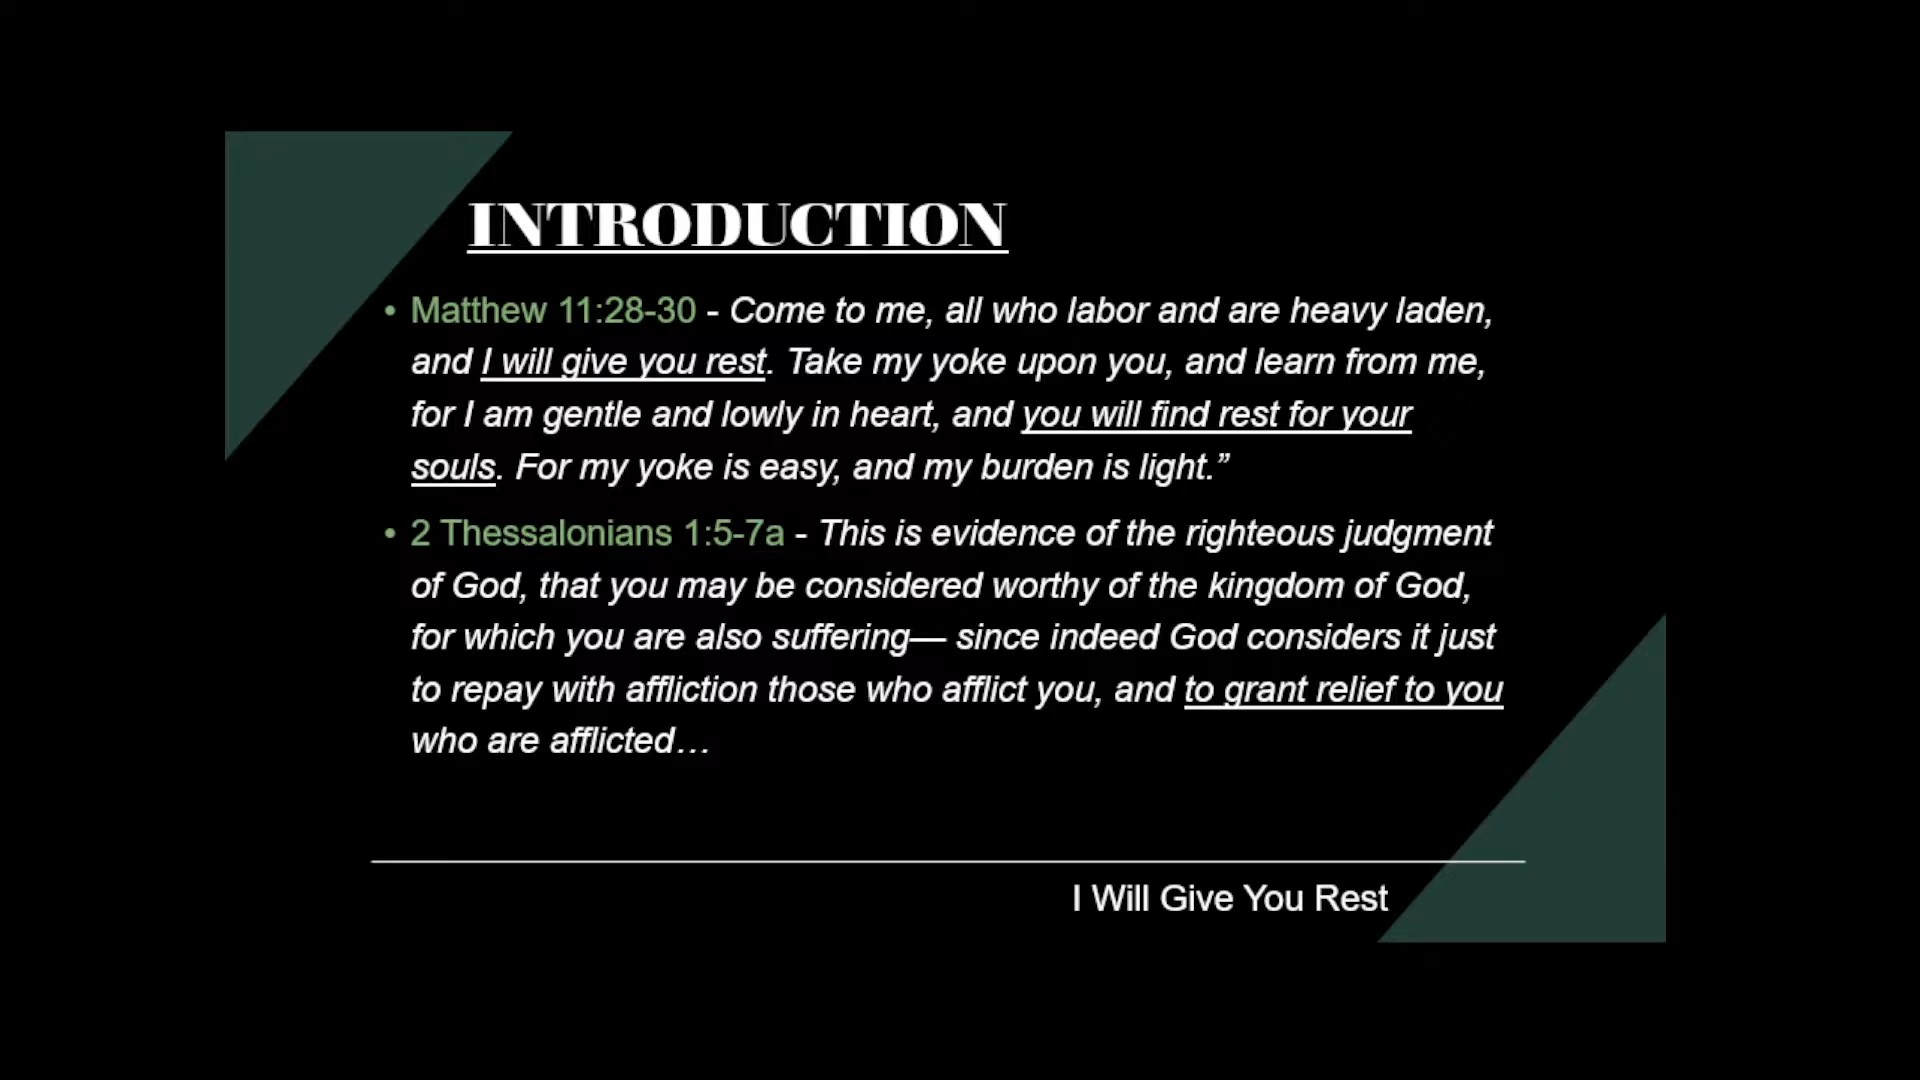 INTRODUCTION
• Matthew 11:28-30 - Come to me, all who labor and are heavy laden,
and I will give you rest. Take my yoke upon you, and learn from me,
for I am gentle and lowly in heart, and you will find rest for your
souls. For my yoke is easy, and my burden is light.”
• 2 Thessalonians 1:5-7a - This is evidence of the righteous judgment
of God, that you may be considered worthy of the kingdom of God,
for which you are also suffering— since indeed God considers it just
to repay with affliction those who afflict you, and to grant relief to you
who are afflicted…
I Will Give You Rest